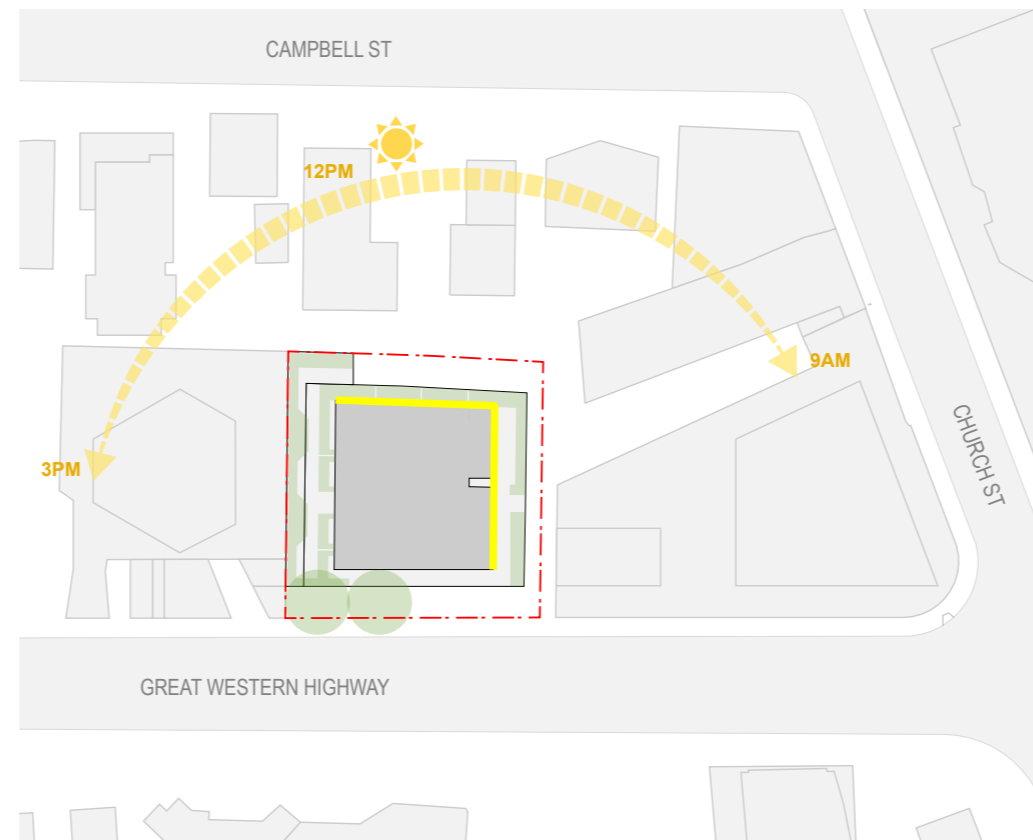 CAMPBELL ST
12PM
9AM
3PM
CHURCH ST
GREAT WESTERN HIGHWAY